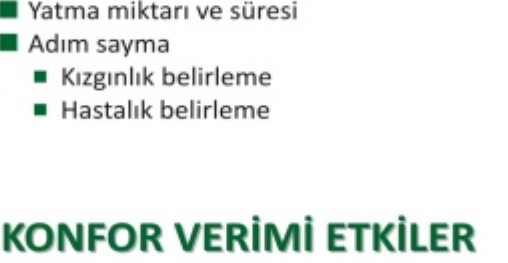 Yatma miktarı ve süresi
Adım sayma
Kızgınlık belirleme
Hastalık belirleme
KONFOR VERİMİ ETKİLER